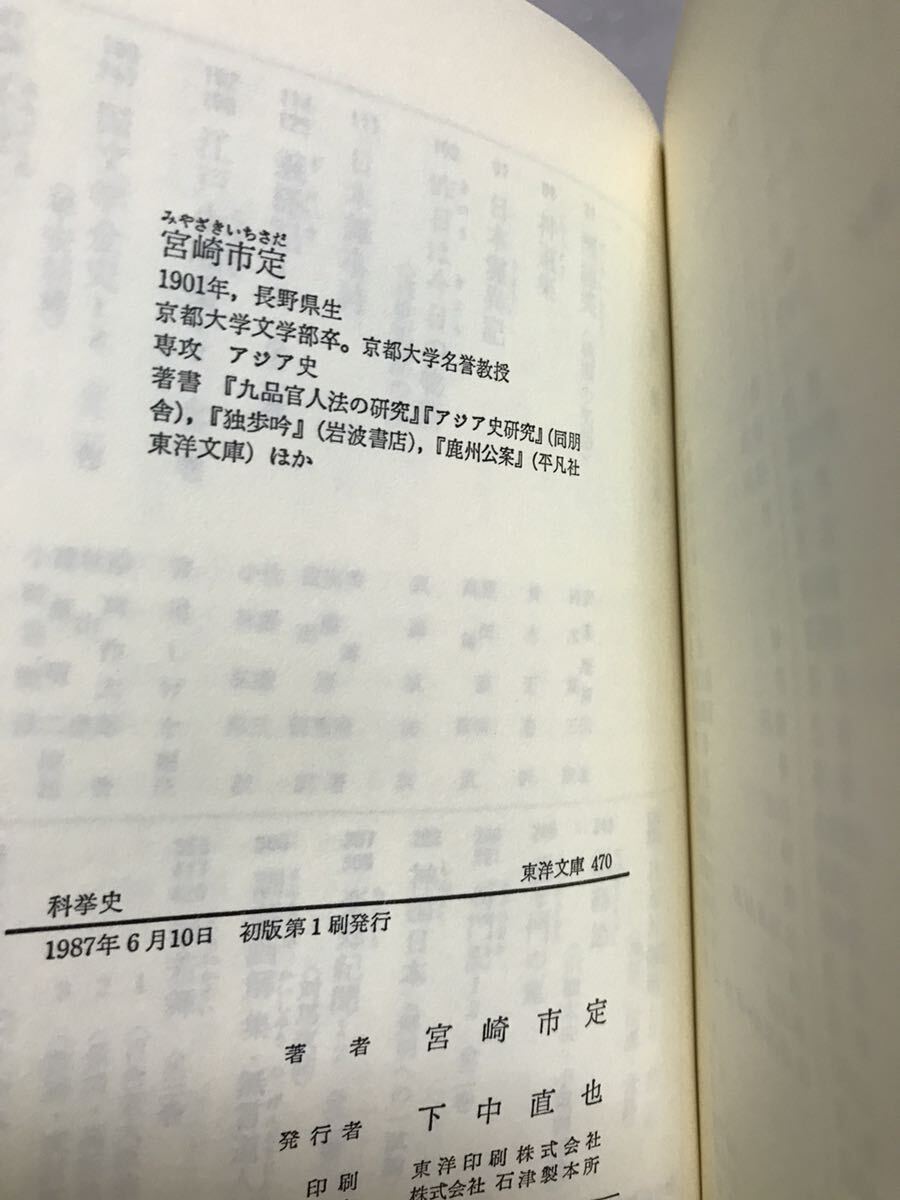 みやざきいちさだ
宮崎市定
1901年，長野県生
京都大学文学部卒。京都大学名誉教授
専攻　アジア史
著書　『九品官人法の研究』『アジア史研究』（同朋
舎），『独歩吟』（岩波書店），『鹿州公案』（平凡社
東洋文庫）ほか
科挙史
東洋文庫 470
1987年6月10日　初版第1刷発行
著者　宮崎市定
発行者　下中直也
印刷　東洋印刷株式会社
株式会社 石津製本所